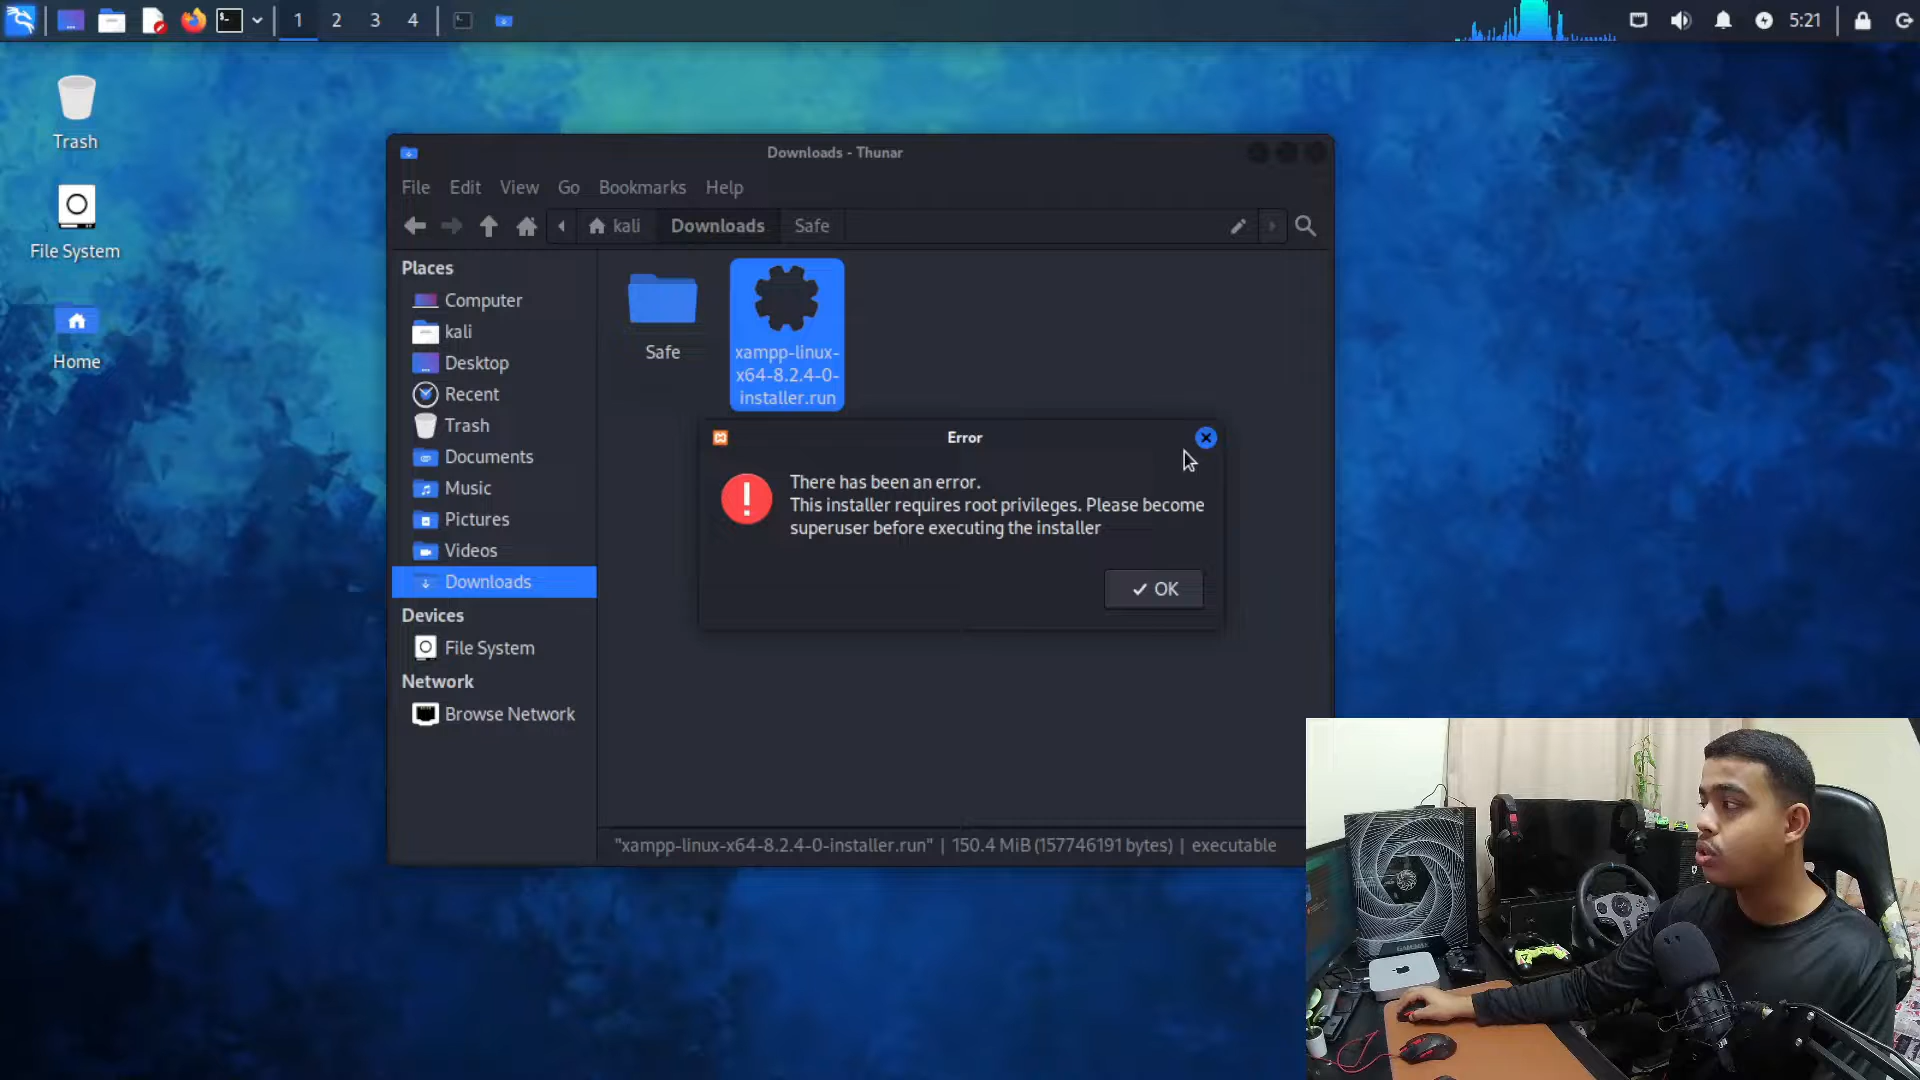 1 2 3 4
5:21
Trash
File System
Home
Downloads - Thunar
File Edit View Go Bookmarks Help
kali Downloads Safe
Places
Computer
kali
Desktop
Recent
Trash
Documents
Music
Pictures
Videos
Downloads
Devices
File System
Network
Browse Network
Safe
xampp-linux-
x64-8.2.4-0-
installer.run
Error
There has been an error.
This installer requires root privileges. Please become
superuser before executing the installer
OK
"xampp-linux-x64-8.2.4-0-installer.run" | 150.4 MiB (157746191 bytes) | executable
GAMEMAX